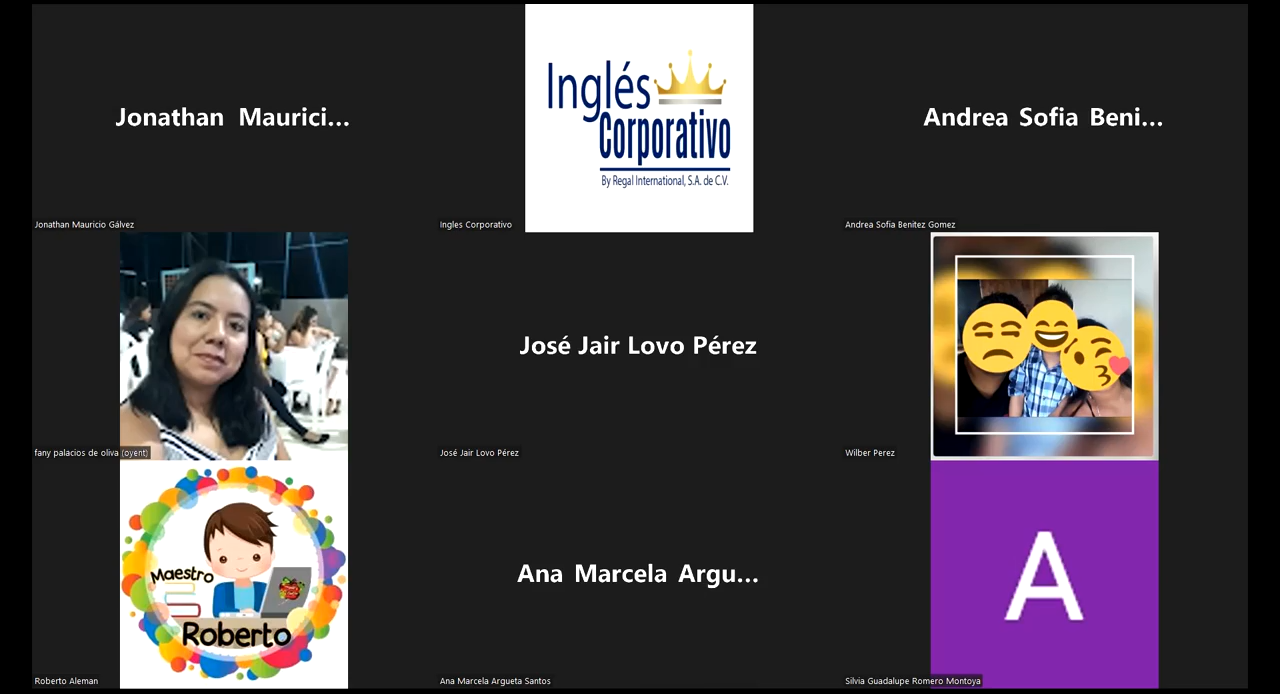 Jonathan Maurici...
Jonathan Mauricio Gálvez
Inglés
Corporativo
By Regal International, S.A. de C.V.
Ingles Corporativo
Andrea Sofia Beni...
Andrea Sofia Benitez Gomez
fany palacios de oliva (oyent)
José Jair Lovo Pérez
José Jair Lovo Pérez
Wilber Perez
Maestro
Roberto
Roberto Aleman
Ana Marcela Argu...
Ana Marcela Argueta Santos
A
Silvia Guadalupe Romero Montoya